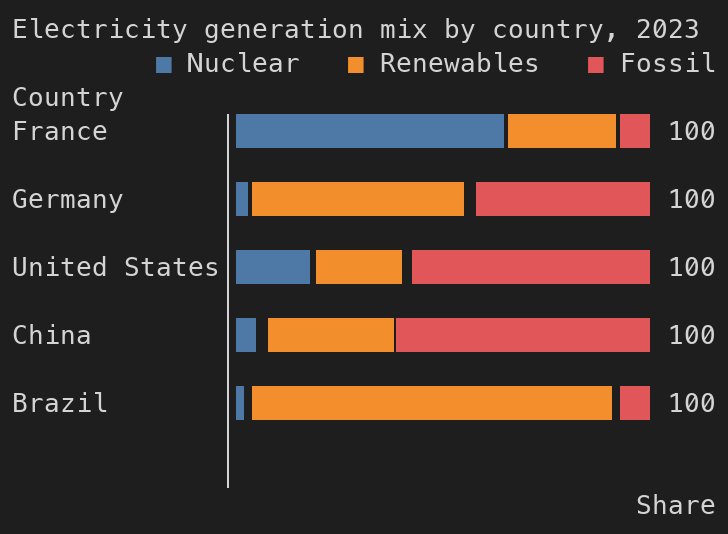 Electricity generation mix by country, 2023
Nuclear Renewables Fossil
Country
France 100
Germany 100
United States 100
China 100
Brazil 100
Share